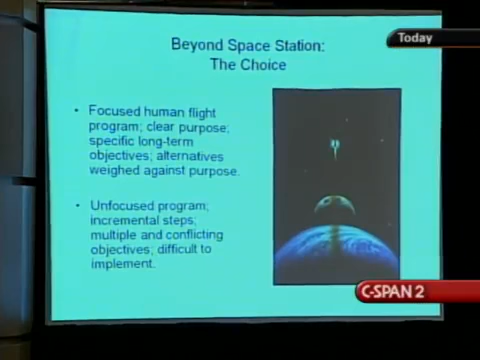 Today
Beyond Space Station:
The Choice
• Focused human flight
program; clear purpose;
specific long-term
objectives; alternatives
weighed against purpose.
• Unfocused program;
incremental steps;
multiple and conflicting
objectives; difficult to
implement.
C-SPAN 2